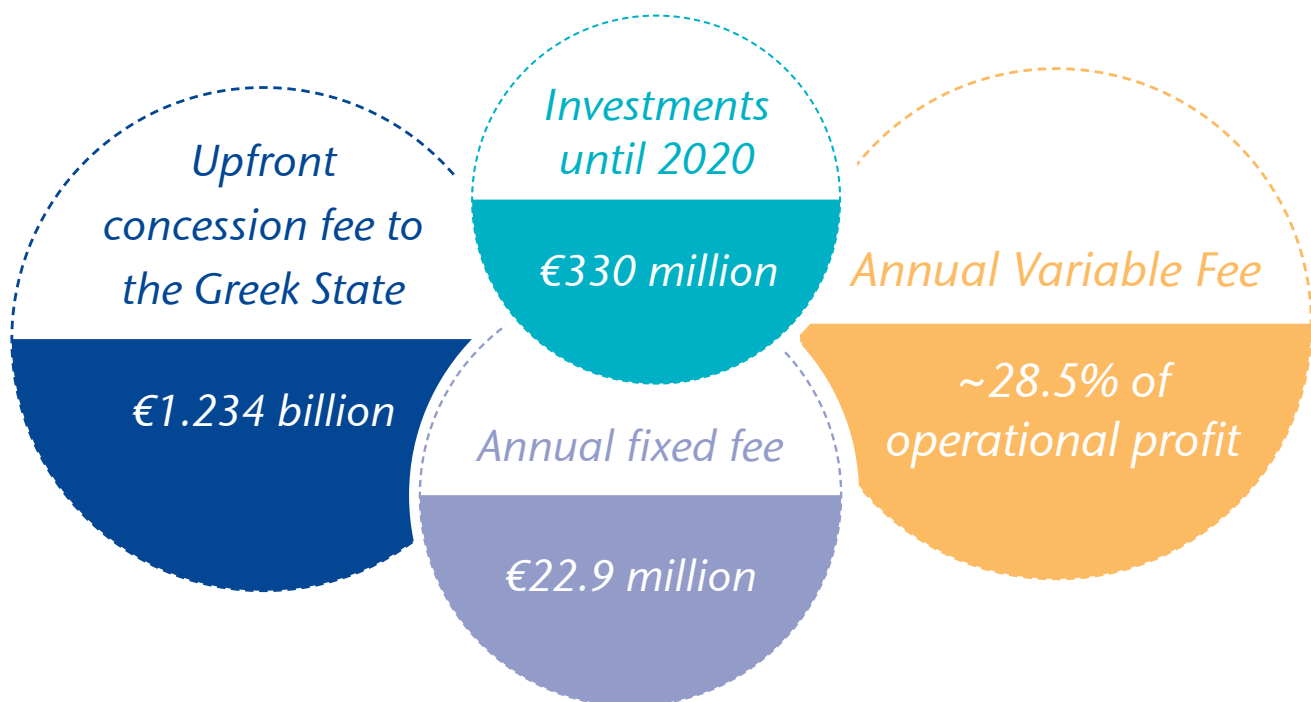 Upfront
concession fee to
the Greek State
€1.234 billion
Investments
until 2020
€330 million
Annual fixed fee
€22.9 million
Annual Variable Fee
~28.5% of
operational profit